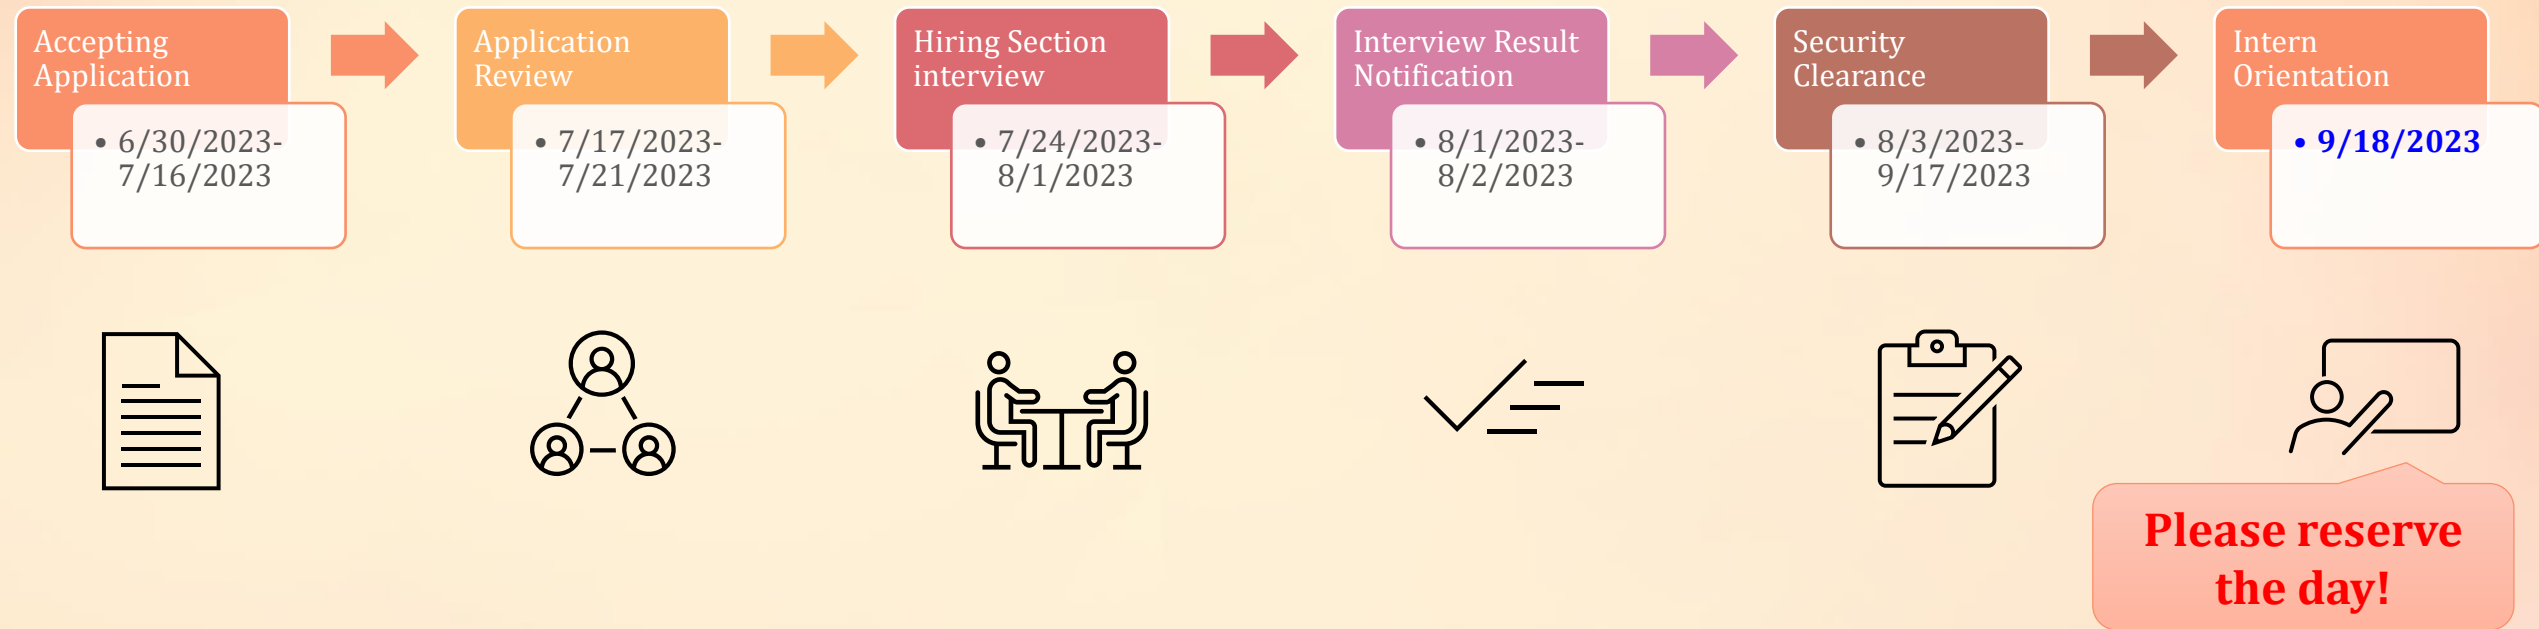 Accepting
Application
• 6/30/2023-
7/16/2023
Application
Review
• 7/17/2023-
7/21/2023
Hiring Section
interview
• 7/24/2023-
8/1/2023
Interview Result
Notification
• 8/1/2023-
8/2/2023
Security
Clearance
• 8/3/2023-
9/17/2023
Intern
Orientation
• 9/18/2023
Please reserve
the day!